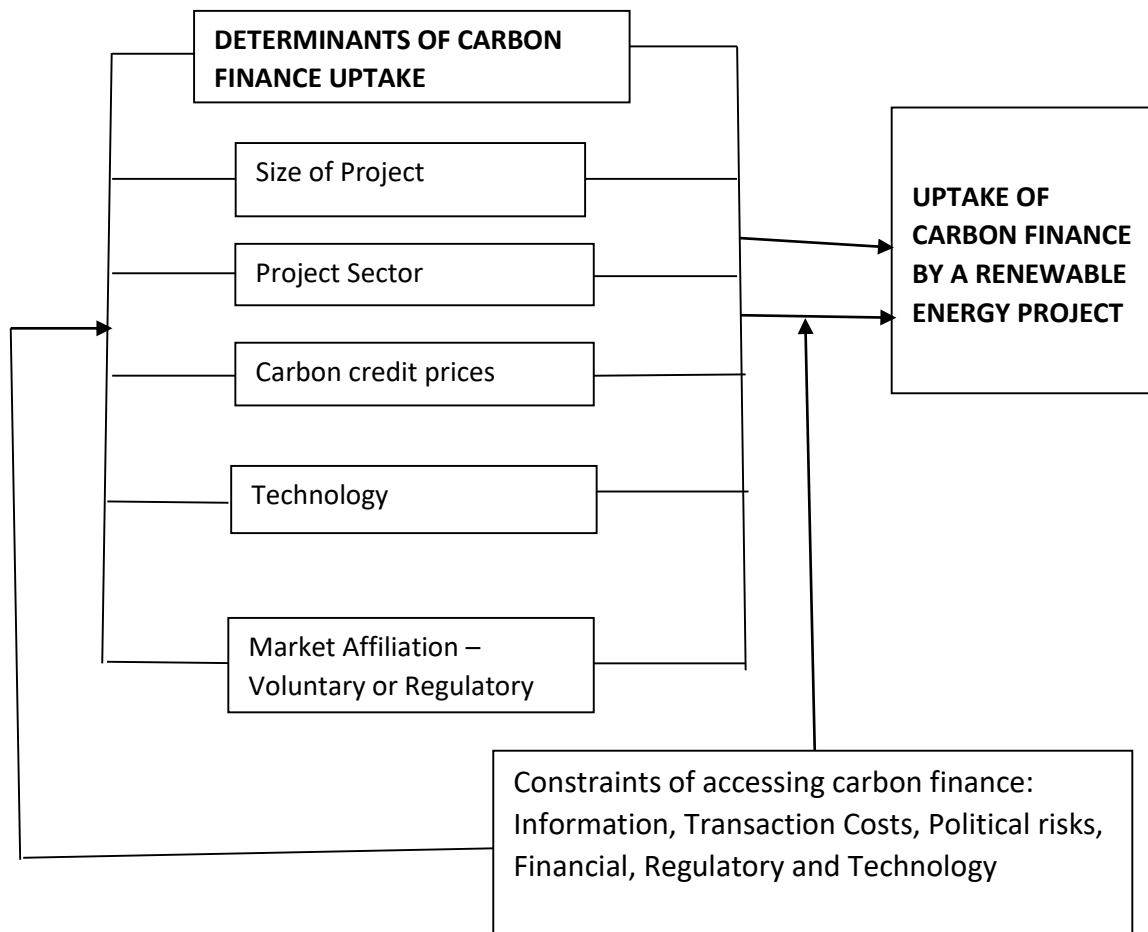 DETERMINANTS OF CARBON
FINANCE UPTAKE
Size of Project
Project Sector
Carbon credit prices
Technology
Market Affiliation –
Voluntary or Regulatory
UPTAKE OF
CARBON FINANCE
BY A RENEWABLE
ENERGY PROJECT
Constraints of accessing carbon finance:
Information, Transaction Costs, Political risks,
Financial, Regulatory and Technology